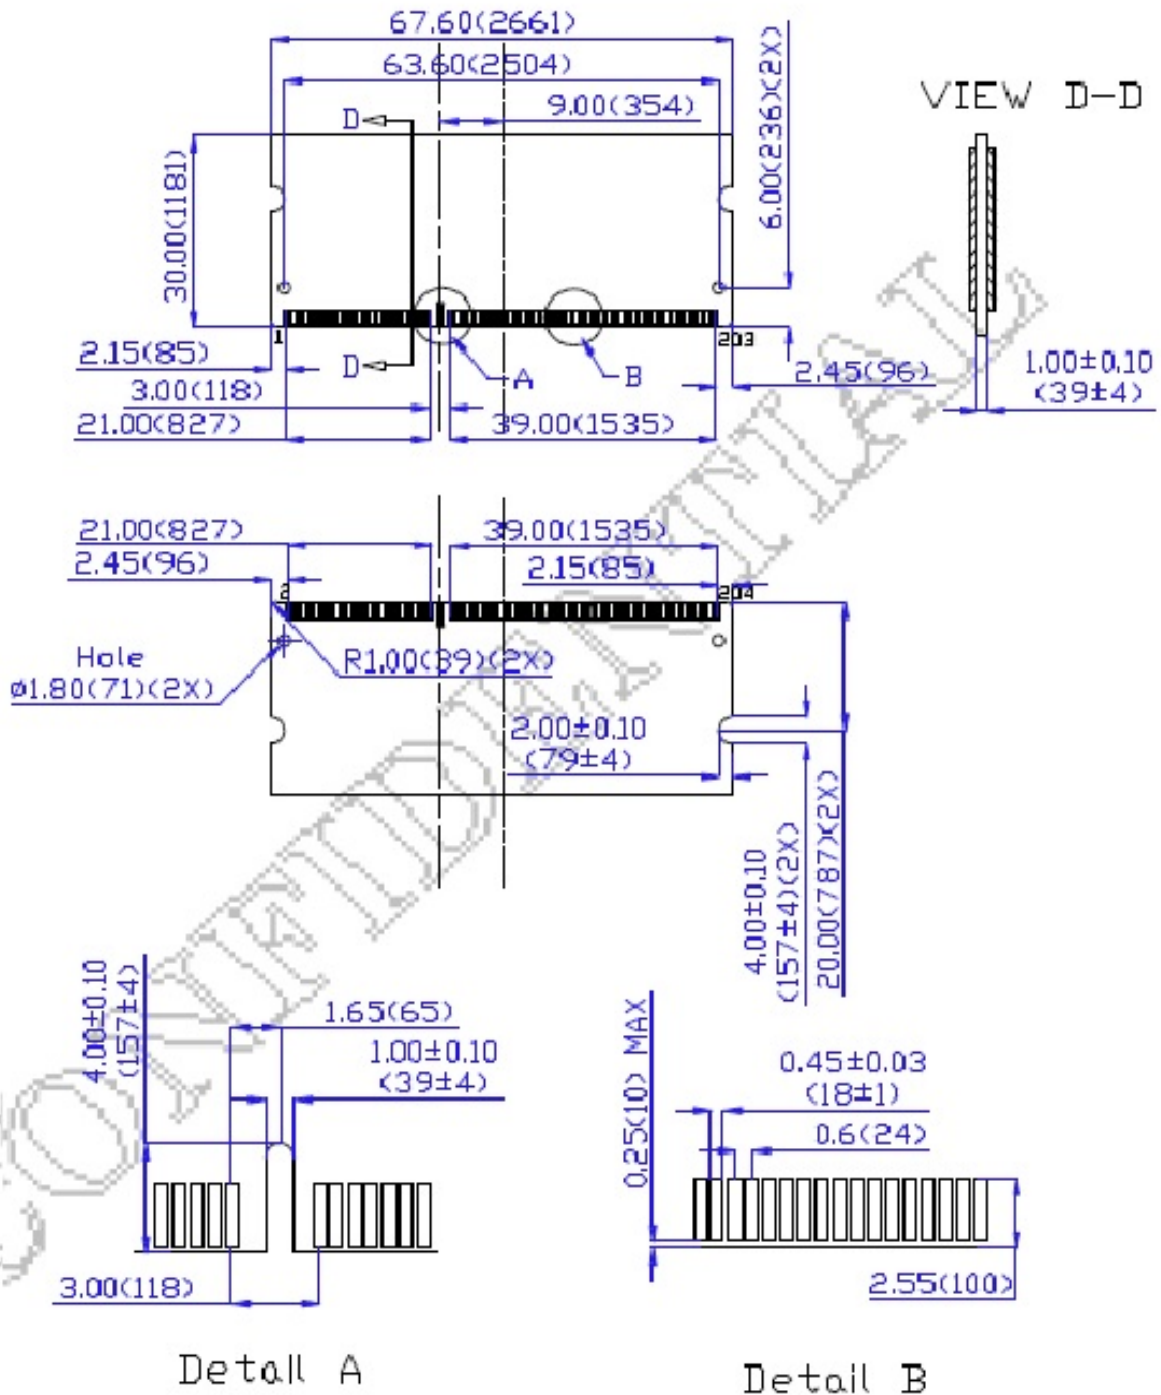 67.60(2661)
63.60(2504)
9.00(354)
D
VIEW D-D
30.00(1181)
6.00(236)(2X)
1
203
2.15(85)
D
A
B
2.45(96)
1.00±0.10
(39±4)
3.00(118)
21.00(827)
39.00(1535)
21.00(827)
39.00(1535)
2.45(96)
2.15(85)
2
204
Hole
ø1.80(71)(2X)
R1.00(39)(2X)
2.00±0.10
(79±4)
4.00±0.10
(157±4)(2X)
20.00(787)(2X)
4.00±0.10
(157±4)
1.65(65)
1.00±0.10
(39±4)
3.00(118)
Detail A
0.25(10) MAX
0.45±0.03
(18±1)
0.6(24)
2.55(100)
Detail B
CONFIDENTIAL